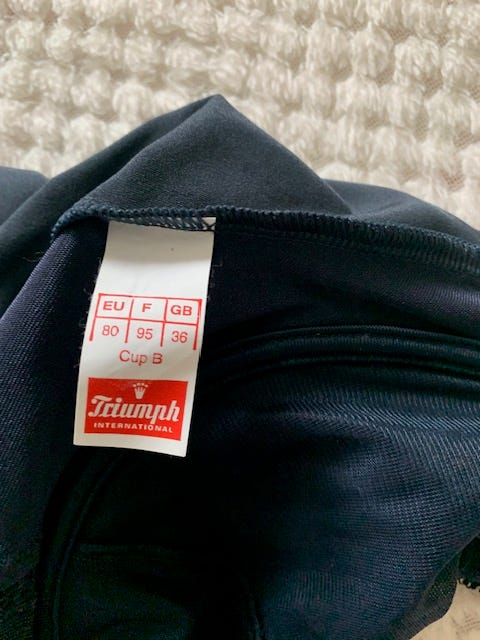 EU F GB
80 95 36
Cup B
Triumph
INTERNATIONAL